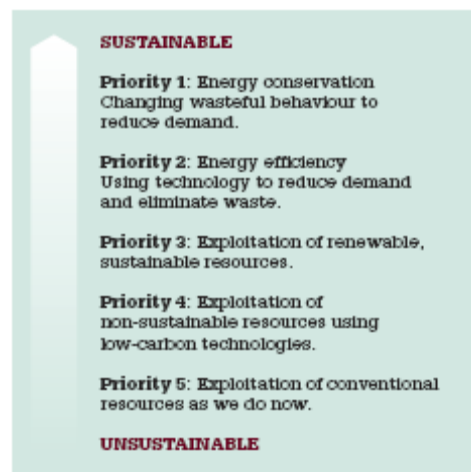 SUSTAINABLE
Priority 1: Energy conservation
Changing wasteful behaviour to
reduce demand.
Priority 2: Energy efficiency
Using technology to reduce demand
and eliminate waste.
Priority 3: Exploitation of renewable,
sustainable resources.
Priority 4: Exploitation of
non-sustainable resources using
low-carbon technologies.
Priority 5: Exploitation of conventional
resources as we do now.
UNSUSTAINABLE